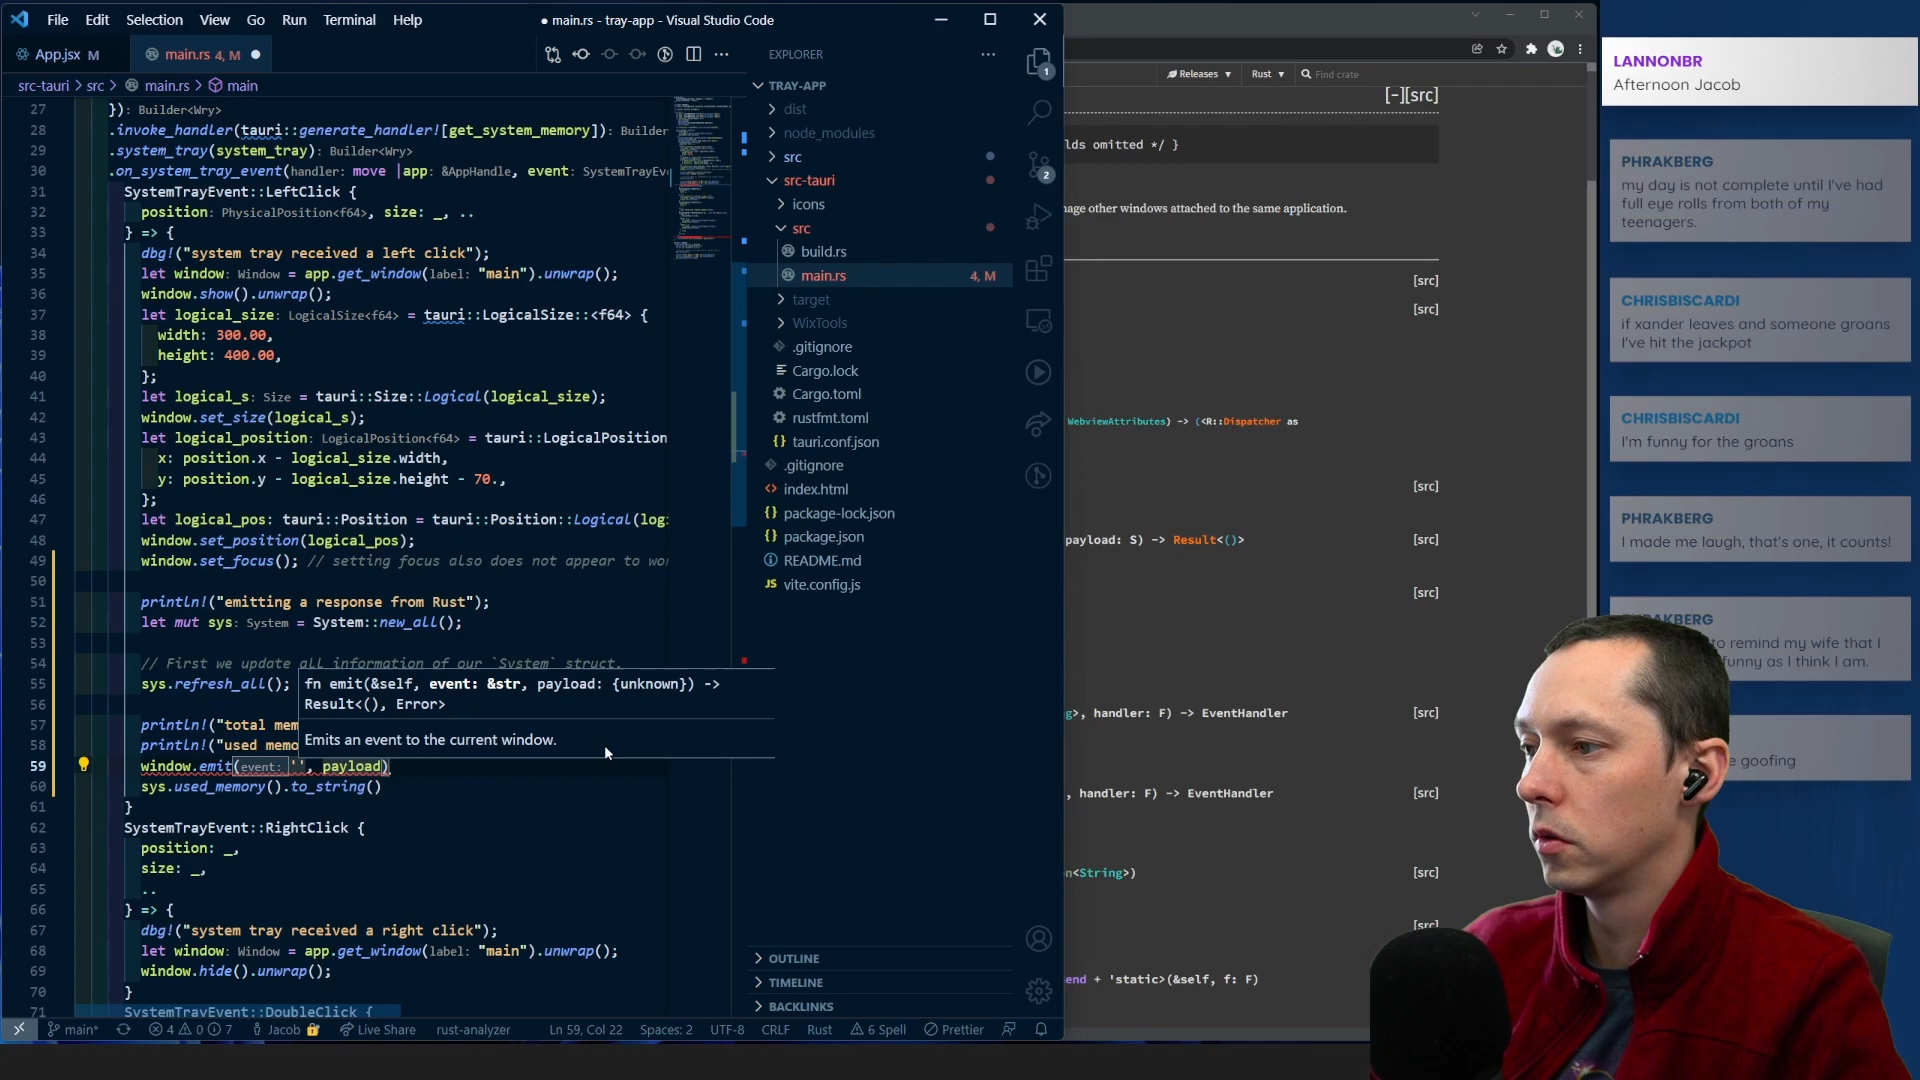 File Edit Selection View Go Run Terminal Help
● main.rs - tray-app - Visual Studio Code
App.jsx M
main.rs 4, M
src-tauri > src > main.rs > main
27 }): Builder<Wry>
28 .invoke_handler(tauri::generate_handler![get_system_memory]): Builder
29 .system_tray(system_tray): Builder<Wry>
30 .on_system_tray_event(handler: move |app: &AppHandle, event: SystemTrayEv
31 SystemTrayEvent::LeftClick {
32 position: PhysicalPosition<f64>, size: _, ..
33 } => {
34 dbg!("system tray received a left click");
35 let window: Window = app.get_window(label: "main").unwrap();
36 window.show().unwrap();
37 let logical_size: LogicalSize<f64> = tauri::LogicalSize::<f64> {
38 width: 300.00,
39 height: 400.00,
40 };
41 let logical_s: Size = tauri::Size::Logical(logical_size);
42 window.set_size(logical_s);
43 let logical_position: LogicalPosition<f64> = tauri::LogicalPosition
44 x: position.x - logical_size.width,
45 y: position.y - logical_size.height - 70.,
46 };
47 let logical_pos: tauri::Position = tauri::Position::Logical(logi
48 window.set_position(logical_pos);
49 window.set_focus(); // setting focus also does not appear to wor
50
51 println!("emitting a response from Rust");
52 let mut sys: System = System::new_all();
53
54 // First we update all information of our `System` struct.
55 sys.refresh_all();
56
57 println!("total mem
58 println!("used memo
59 window.emit(event: '', payload)
60 sys.used_memory().to_string()
61 }
62 SystemTrayEvent::RightClick {
63 position: _,
64 size: _,
65 ..
66 } => {
67 dbg!("system tray received a right click");
68 let window: Window = app.get_window(label: "main").unwrap();
69 window.hide().unwrap();
70 }
71 SystemTrayEvent::DoubleClick {
fn emit(&self, event: &str, payload: {unknown}) ->
Result<(), Error>
Emits an event to the current window.
EXPLORER
TRAY-APP
dist
node_modules
src
src-tauri
icons
src
build.rs
main.rs 4, M
target
WixTools
.gitignore
Cargo.lock
Cargo.toml
rustfmt.toml
tauri.conf.json
.gitignore
index.html
package-lock.json
package.json
README.md
vite.config.js
OUTLINE
TIMELINE
BACKLINKS
1
2
main* 4 0 7 Jacob Live Share rust-analyzer Ln 59, Col 22 Spaces: 2 UTF-8 CRLF Rust 6 Spell Prettier
Releases Rust Find crate
[-][src]
lds omitted */ }
nage other windows attached to the same application.
[src]
[src]
WebviewAttributes) -> (<R::Dispatcher as
[src]
payload: S) -> Result<()> [src]
[src]
g>, handler: F) -> EventHandler [src]
, handler: F) -> EventHandler [src]
n<String>) [src]
[src]
end + 'static>(&self, f: F)
LANNONBR
Afternoon Jacob
PHRAKBERG
my day is not complete until I've had
full eye rolls from both of my
teenagers.
CHRISBISCARDI
if xander leaves and someone groans
I've hit the jackpot
CHRISBISCARDI
I'm funny for the groans
PHRAKBERG
I made me laugh, that's one, it counts!
to remind my wife that I
funny as I think I am.
goofing